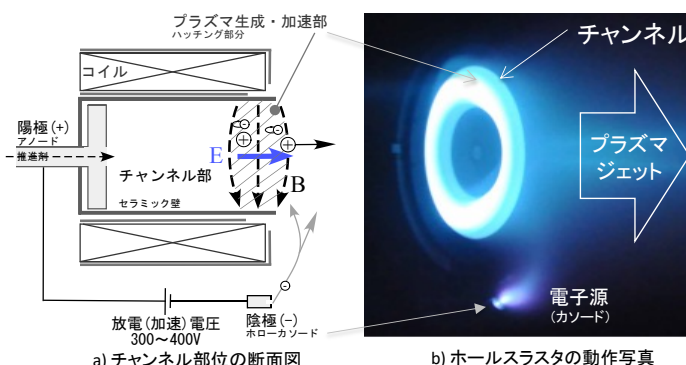 プラズマ生成・加速部
ハッチング部分
コイル
陽極(+)
アノード
推進剤
E
B
チャンネル部
セラミック壁
放電(加速)電圧
300～400V
陰極(-)
ホローカソード
a) チャンネル部位の断面図
チャンネル
プラズマ
ジェット
電子源
(カソード)
b) ホールスラスタの動作写真